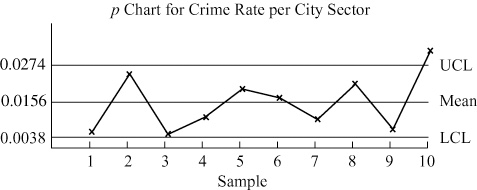 p Chart for Crime Rate per City Sector
0.0274 UCL
0.0156 Mean
0.0038 LCL
1 2 3 4 5 6 7 8 9 10
Sample